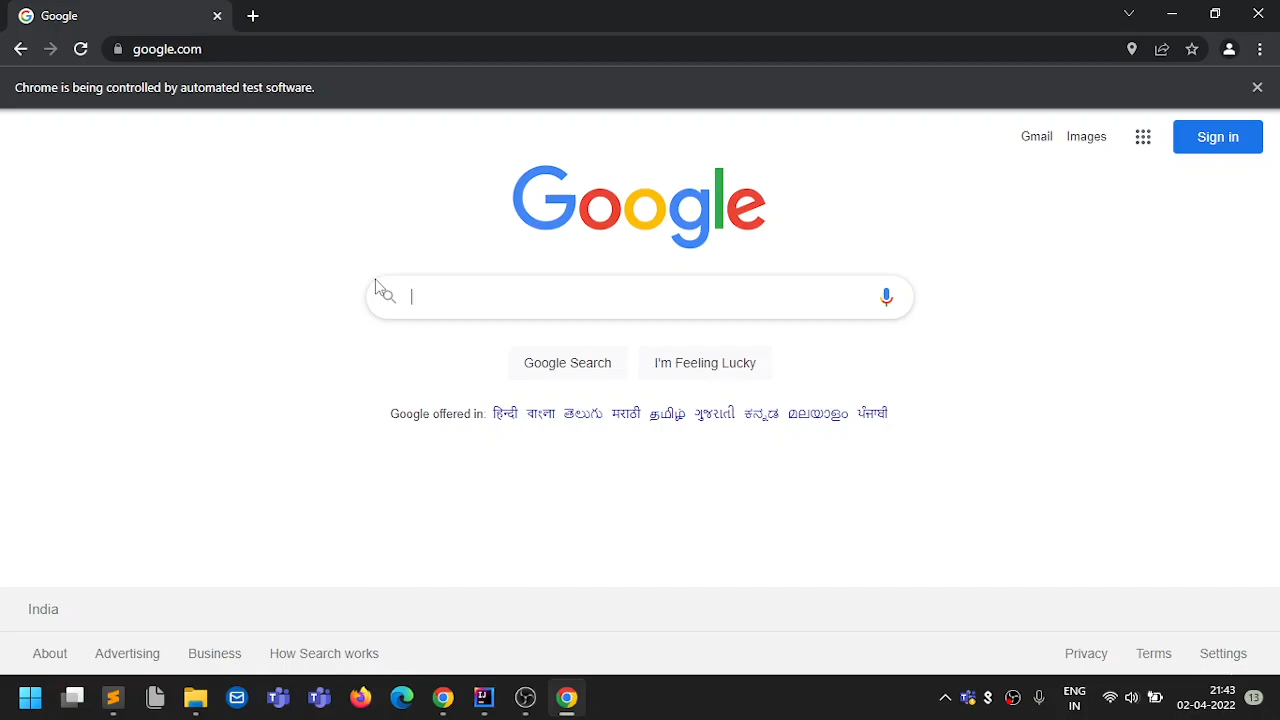 Google
google.com
Chrome is being controlled by automated test software.
Gmail Images Sign in
Google
Google Search I'm Feeling Lucky
Google offered in: हिन्दी বাংলা తెలుగు मराठी தமிழ் ગુજરાતી ಕನ್ನಡ മലയാളം ਪੰਜਾਬੀ
India
About Advertising Business How Search works Privacy Terms Settings
ENG 21:43
IN 02-04-2022 13